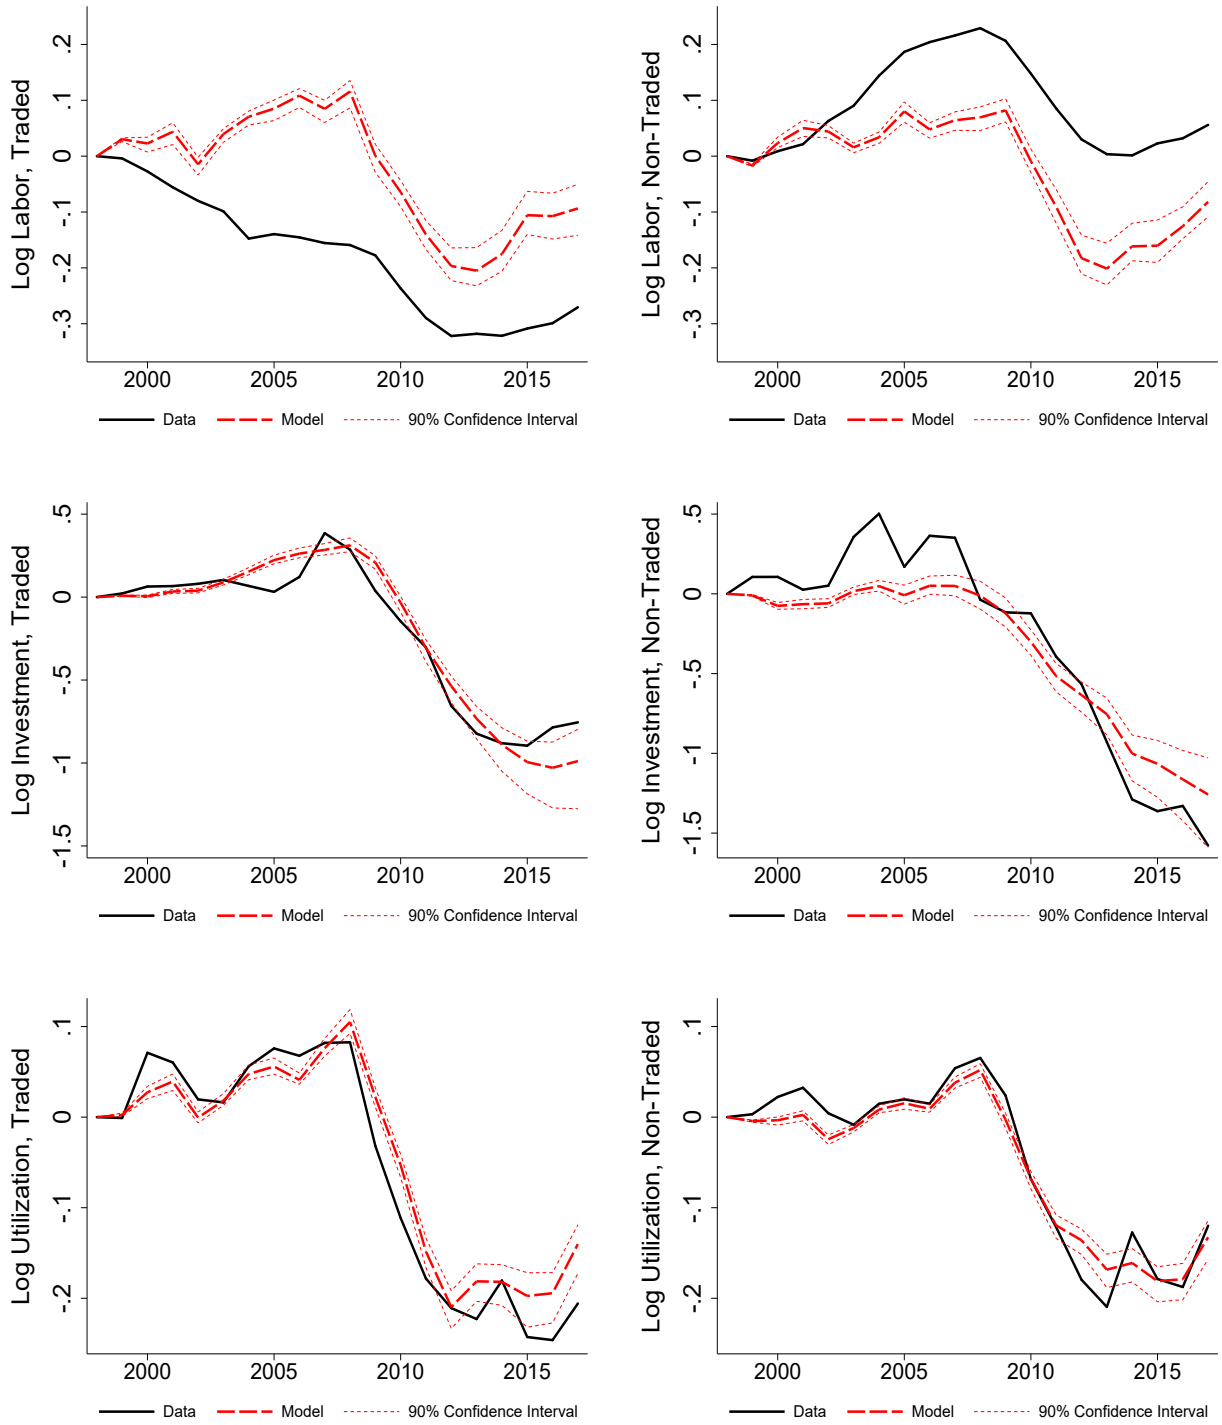 Log Labor, Traded
.2
.1
0
-.1
-.2
-.3
2000 2005 2010 2015
Data Model 90% Confidence Interval
Log Labor, Non-Traded
.2
.1
0
-.1
-.2
-.3
2000 2005 2010 2015
Data Model 90% Confidence Interval
Log Investment, Traded
.5
0
-.5
-1
-1.5
2000 2005 2010 2015
Data Model 90% Confidence Interval
Log Investment, Non-Traded
.5
0
-.5
-1
-1.5
2000 2005 2010 2015
Data Model 90% Confidence Interval
Log Utilization, Traded
.1
0
-.1
-.2
2000 2005 2010 2015
Data Model 90% Confidence Interval
Log Utilization, Non-Traded
.1
0
-.1
-.2
2000 2005 2010 2015
Data Model 90% Confidence Interval